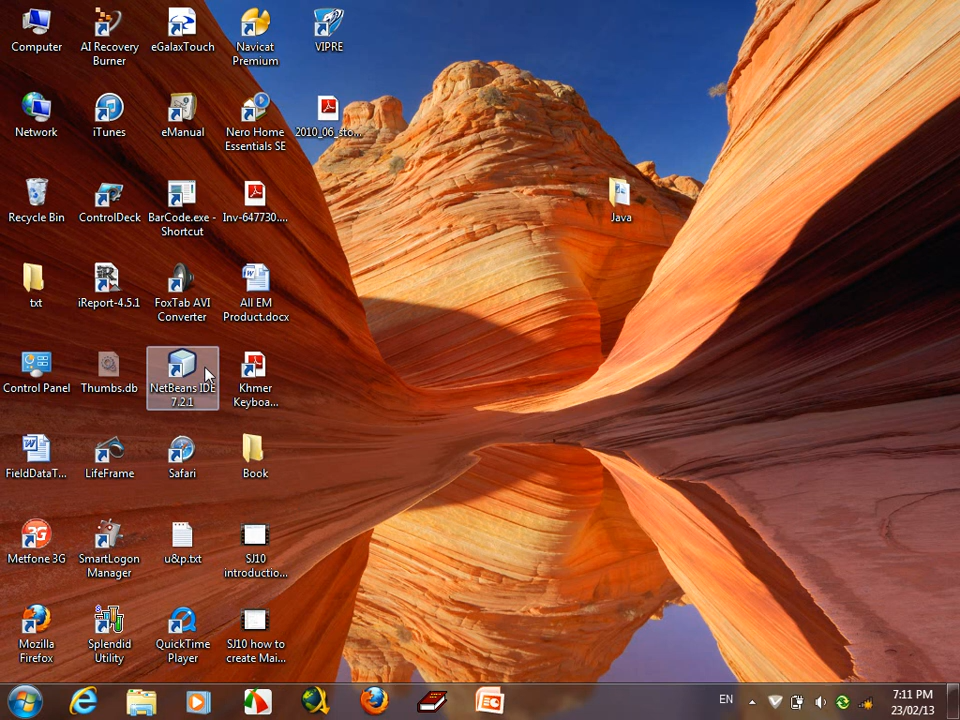 Computer
AI Recovery
Burner
eGalaxTouch
Navicat
Premium
VIPRE
Network
iTunes
eManual
Nero Home
Essentials SE
2010_06_sto...
Recycle Bin
ControlDeck
BarCode.exe -
Shortcut
Inv-647730....
Java
txt
iReport-4.5.1
FoxTab AVI
Converter
All EM
Product.docx
Control Panel
Thumbs.db
NetBeans IDE
7.2.1
Khmer
Keyboa...
FieldDataT...
LifeFrame
Safari
Book
Metfone 3G
SmartLogon
Manager
u&p.txt
SJ10
introductio...
Mozilla
Firefox
Splendid
Utility
QuickTime
Player
SJ10 how to
create Mai...
EN
7:11 PM
23/02/13